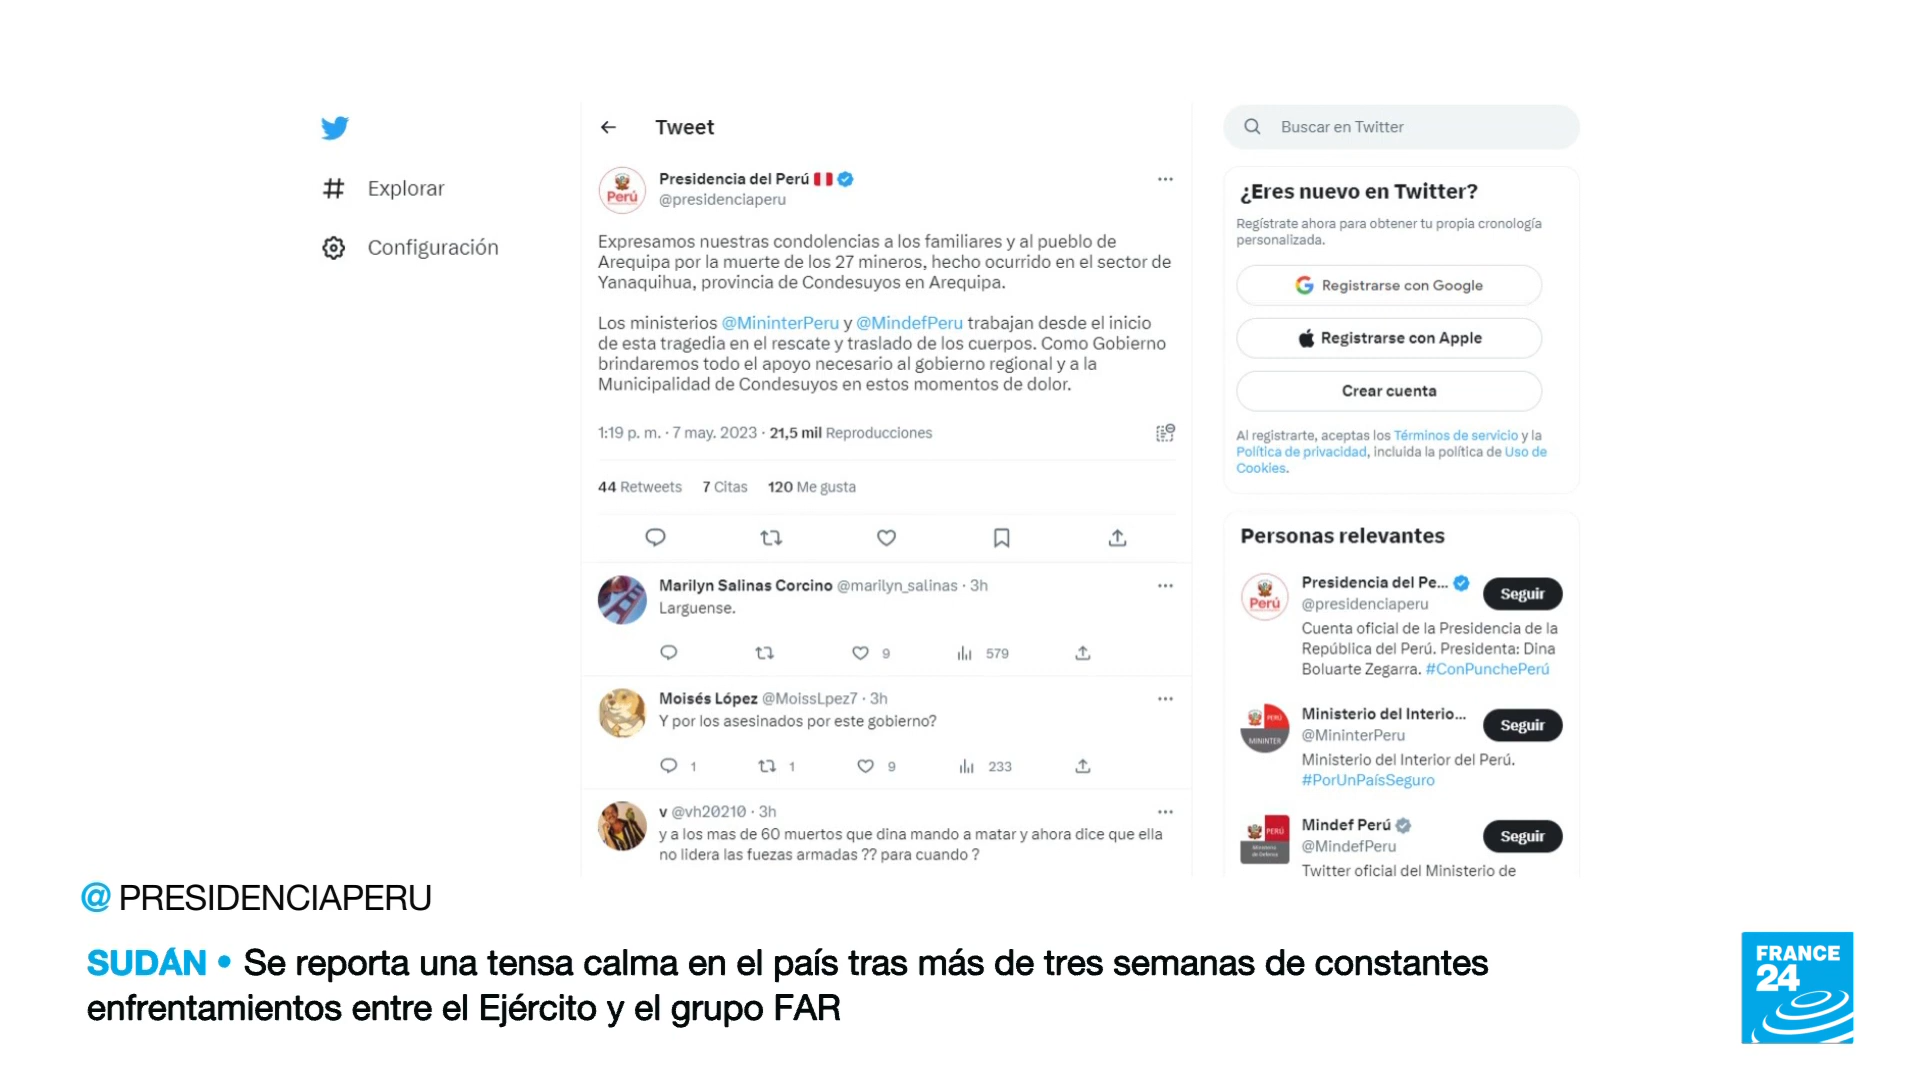 Explorar
Configuración
Tweet
Presidencia del Perú
@presidenciaperu
Expresamos nuestras condolencias a los familiares y al pueblo de
Arequipa por la muerte de los 27 mineros, hecho ocurrido en el sector de
Yanaquihua, provincia de Condesuyos en Arequipa.
Los ministerios @MininterPeru y @MindefPeru trabajan desde el inicio
de esta tragedia en el rescate y traslado de los cuerpos. Como Gobierno
brindaremos todo el apoyo necesario al gobierno regional y a la
Municipalidad de Condesuyos en estos momentos de dolor.
1:19 p. m. · 7 may. 2023 · 21,5 mil Reproducciones
44 Retweets 7 Citas 120 Me gusta
Marilyn Salinas Corcino @marilyn_salinas · 3h
Larguense.
9 579
Moisés López @MoissLpez7 · 3h
Y por los asesinados por este gobierno?
1 1 9 233
v @vh20210 · 3h
y a los mas de 60 muertos que dina mando a matar y ahora dice que ella
no lidera las fuezas armadas ?? para cuando ?
Buscar en Twitter
¿Eres nuevo en Twitter?
Regístrate ahora para obtener tu propia cronología
personalizada.
Registrarse con Google
Registrarse con Apple
Crear cuenta
Al registrarte, aceptas los Términos de servicio y la
Política de privacidad, incluida la política de Uso de
Cookies.
Personas relevantes
Perú
Presidencia del Pe...
@presidenciaperu
Seguir
Cuenta oficial de la Presidencia de la
República del Perú. Presidenta: Dina
Boluarte Zegarra. #ConPunchePerú
PERÚ
MININTER
Ministerio del Interio...
@MininterPeru
Seguir
Ministerio del Interior del Perú.
#PorUnPaísSeguro
PERÚ
Ministerio
de Defensa
Mindef Perú
@MindefPeru
Seguir
Twitter oficial del Ministerio de
Perú
@ PRESIDENCIAPERU
SUDÁN • Se reporta una tensa calma en el país tras más de tres semanas de constantes
enfrentamientos entre el Ejército y el grupo FAR
FRANCE
24